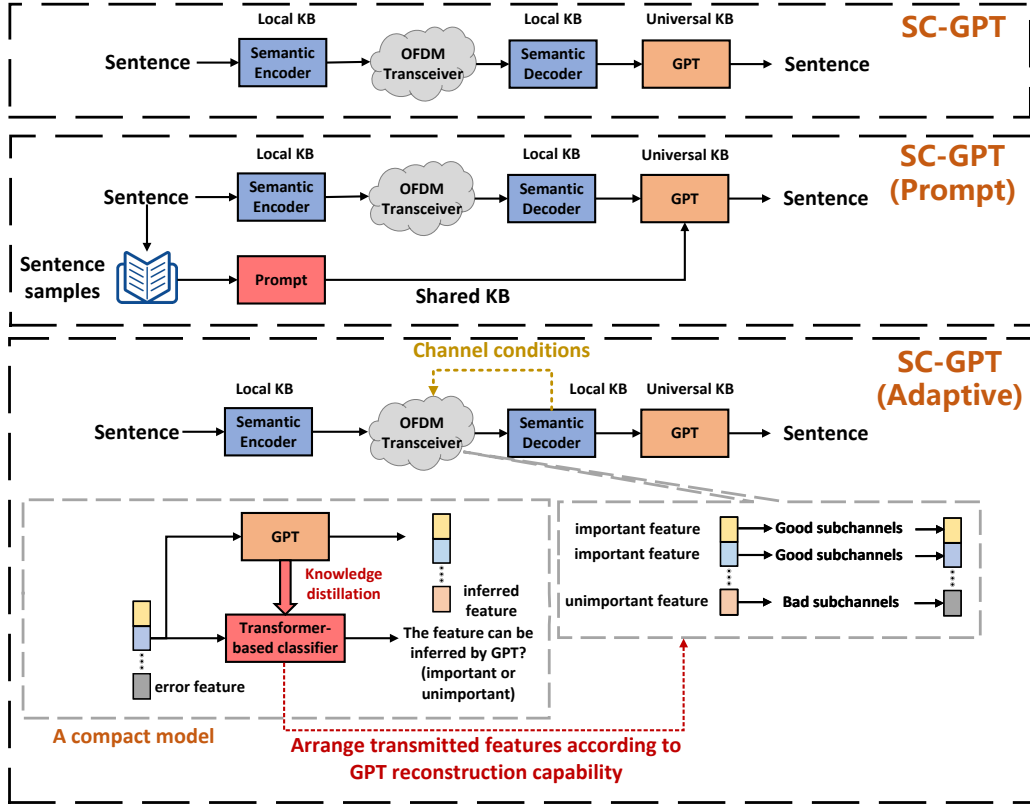 SC-GPT
Local KB
Local KB
Universal KB
Sentence
Semantic
Encoder
OFDM
Transceiver
Semantic
Decoder
GPT
Sentence
SC-GPT
(Prompt)
Local KB
Local KB
Universal KB
Sentence
Semantic
Encoder
OFDM
Transceiver
Semantic
Decoder
GPT
Sentence
Sentence
samples
Prompt
Shared KB
SC-GPT
(Adaptive)
Channel conditions
Local KB
Local KB
Universal KB
Sentence
Semantic
Encoder
OFDM
Transceiver
Semantic
Decoder
GPT
Sentence
GPT
Knowledge
distillation
inferred
feature
Transformer-
based classifier
The feature can be
inferred by GPT?
(important or
unimportant)
error feature
A compact model
important feature
Good subchannels
important feature
Good subchannels
unimportant feature
Bad subchannels
Arrange transmitted features according to
GPT reconstruction capability